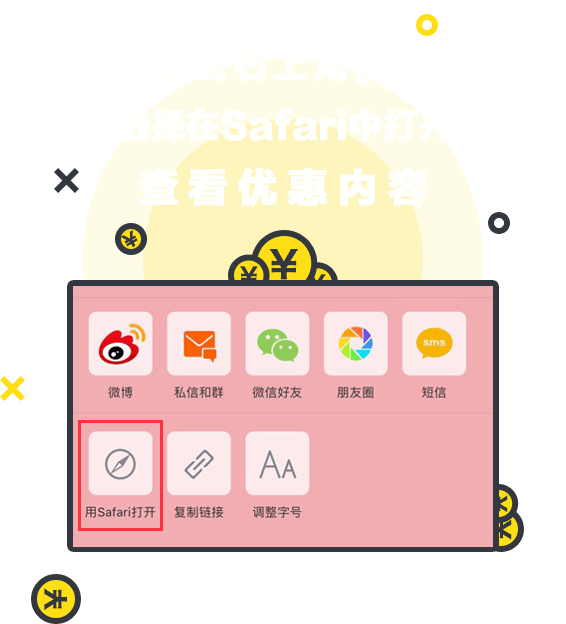 选择在Safari中打开
查看优惠内容
微博
私信和群
微信好友
朋友圈
短信
sms
用Safari打开
复制链接
调整字号